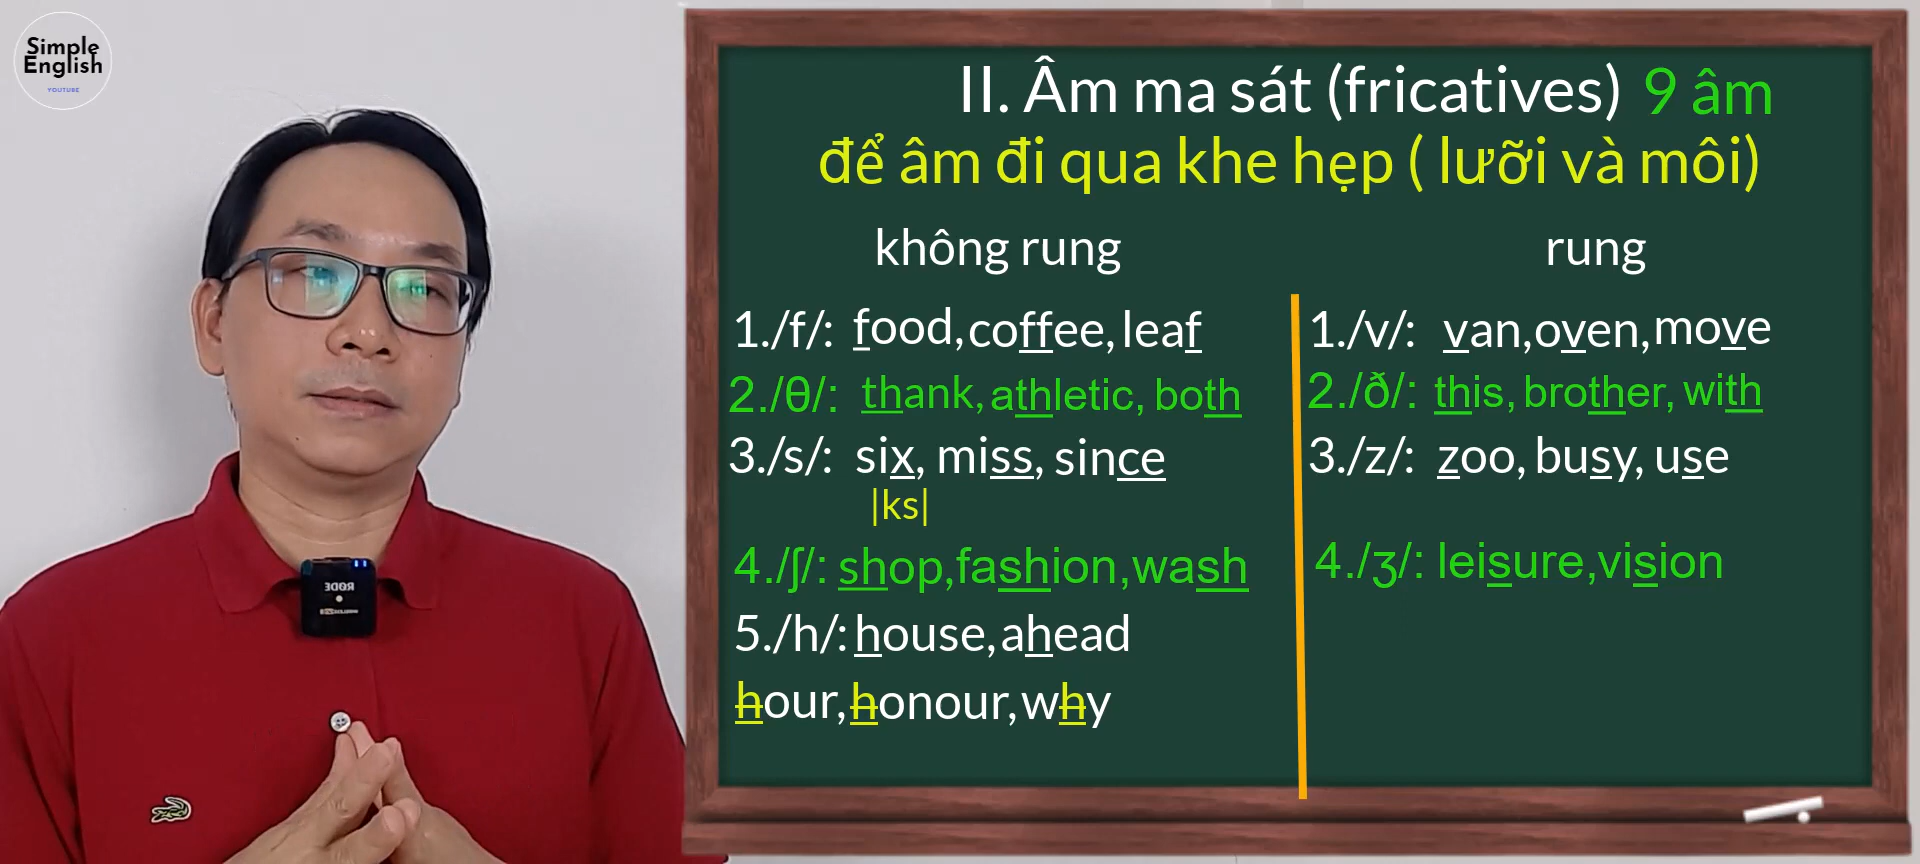 Simple
English
YOUTUBE
II. Âm ma sát (fricatives) 9 âm
để âm đi qua khe hẹp ( lưỡi và môi)
không rung
rung
1./f/: food, coffee, leaf
1./v/: van, oven, move
2./θ/: thank, athletic, both
2./ð/: this, brother, with
3./s/: six, miss, since
3./z/: zoo, busy, use
|ks|
4./ʃ/: shop, fashion, wash
4./ʒ/: leisure, vision
5./h/: house, ahead
hour, honour, why
RØDE